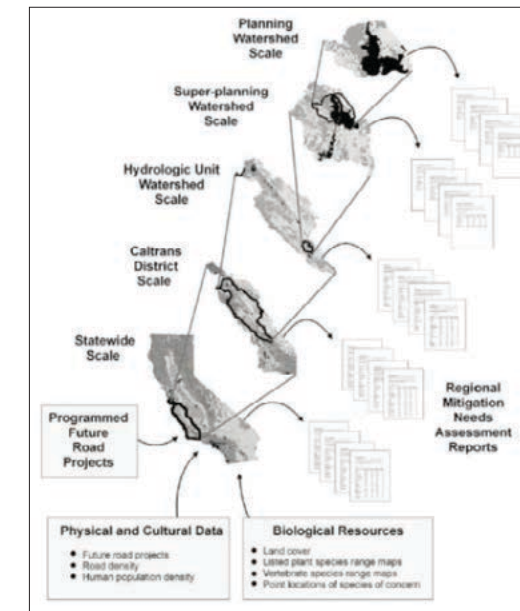 Planning
Watershed
Scale
Super-planning
Watershed
Scale
Hydrologic Unit
Watershed
Scale
Caltrans
District
Scale
Statewide
Scale
Programmed
Future
Road
Projects
Regional
Mitigation
Needs
Assessment
Reports
Physical and Cultural Data
● Future road projects
● Road density
● Human population density
Biological Resources
● Land cover
● Listed plant species range maps
● Vertebrate species range maps
● Point locations of species of concern